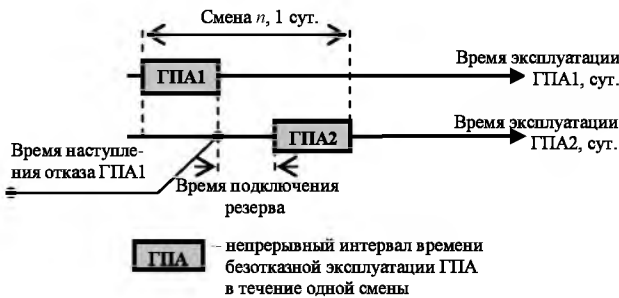 Смена n, 1 сут.
Время эксплуатации
ГПА1, сут.
ГПА1
Время эксплуатации
ГПА2, сут.
ГПА2
Время наступле-
ния отказа ГПА1
Время подключения
резерва
ГПА
– непрерывный интервал времени
безотказной эксплуатации ГПА
в течение одной смены